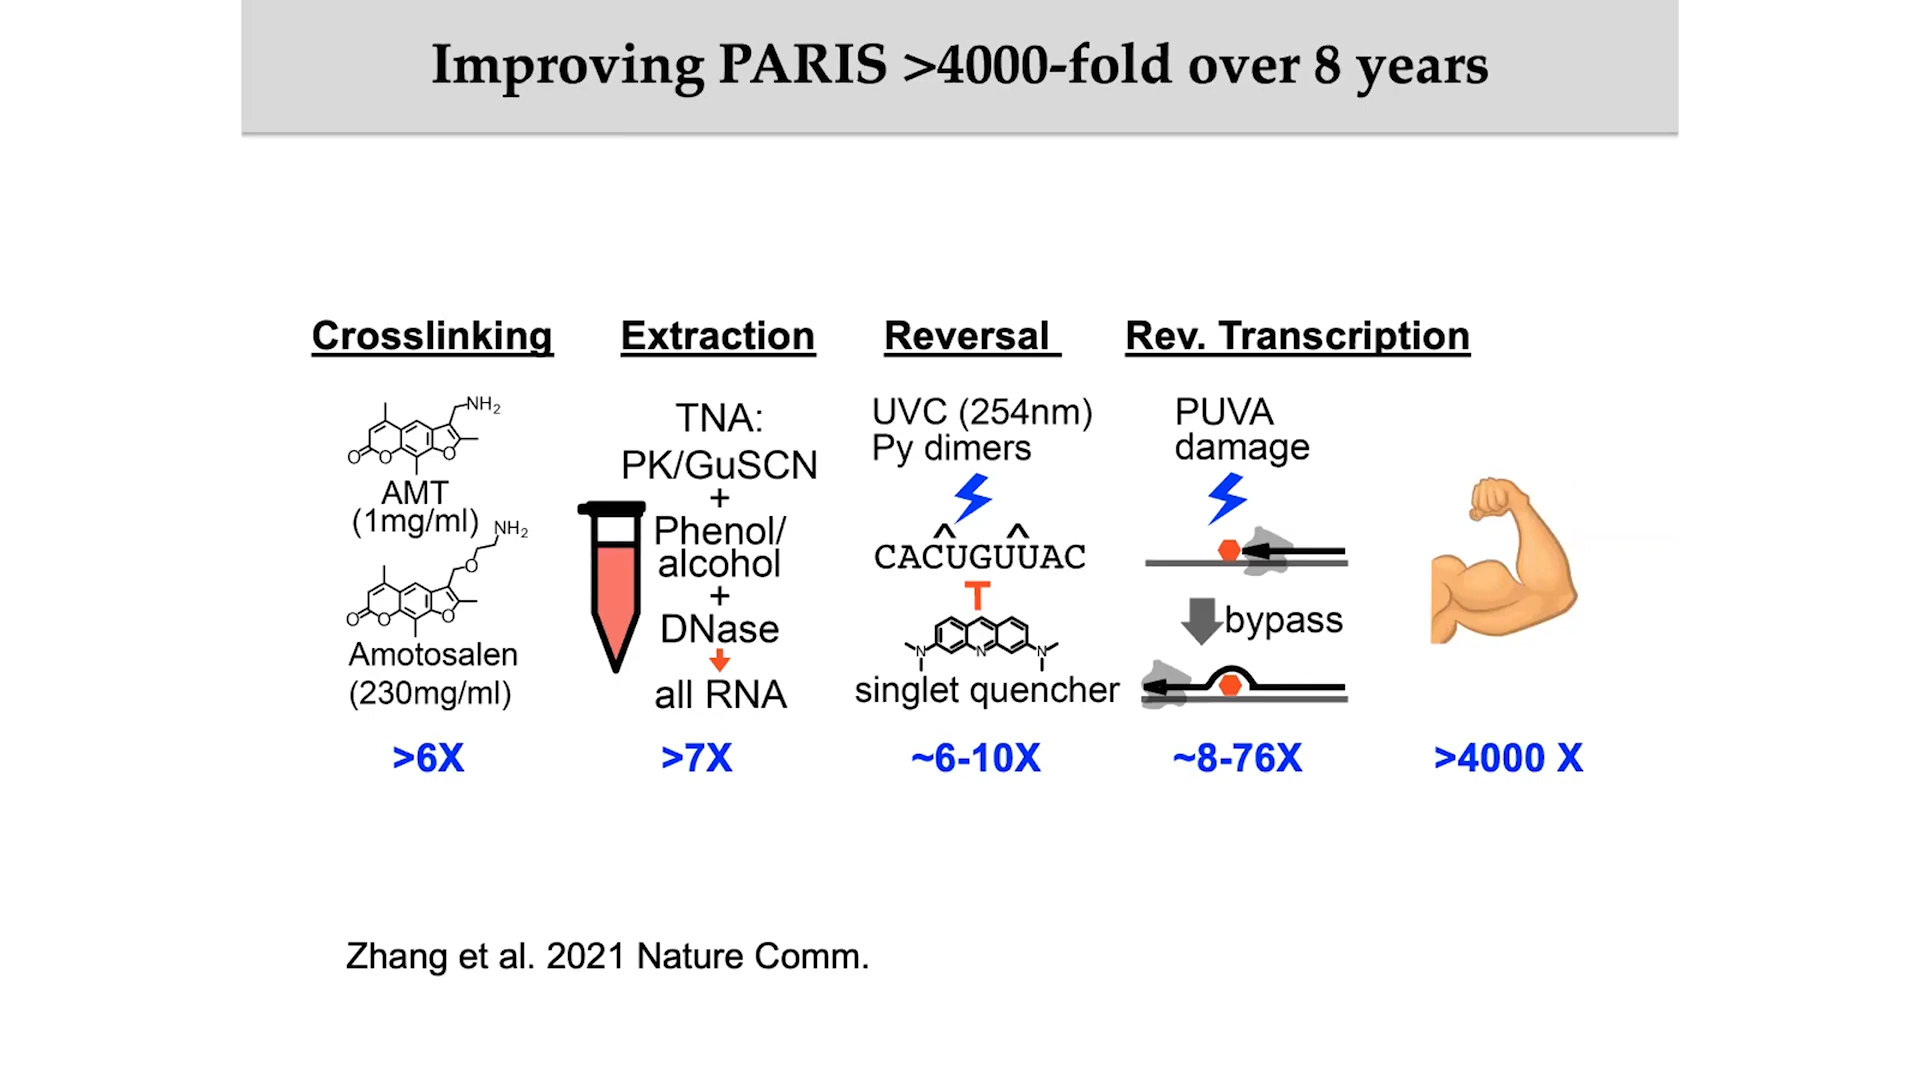 Improving PARIS >4000-fold over 8 years
Crosslinking
NH2
O
O
O
AMT
(1mg/ml)
NH2
O
O
O
O
Amotosalen
(230mg/ml)
>6X
Extraction
TNA:
PK/GuSCN
+
Phenol/
alcohol
+
DNase
all RNA
>7X
Reversal
UVC (254nm)
Py dimers
CACUGUUAC
N
N
N
singlet quencher
~6-10X
Rev. Transcription
PUVA
damage
bypass
~8-76X
>4000 X
Zhang et al. 2021 Nature Comm.